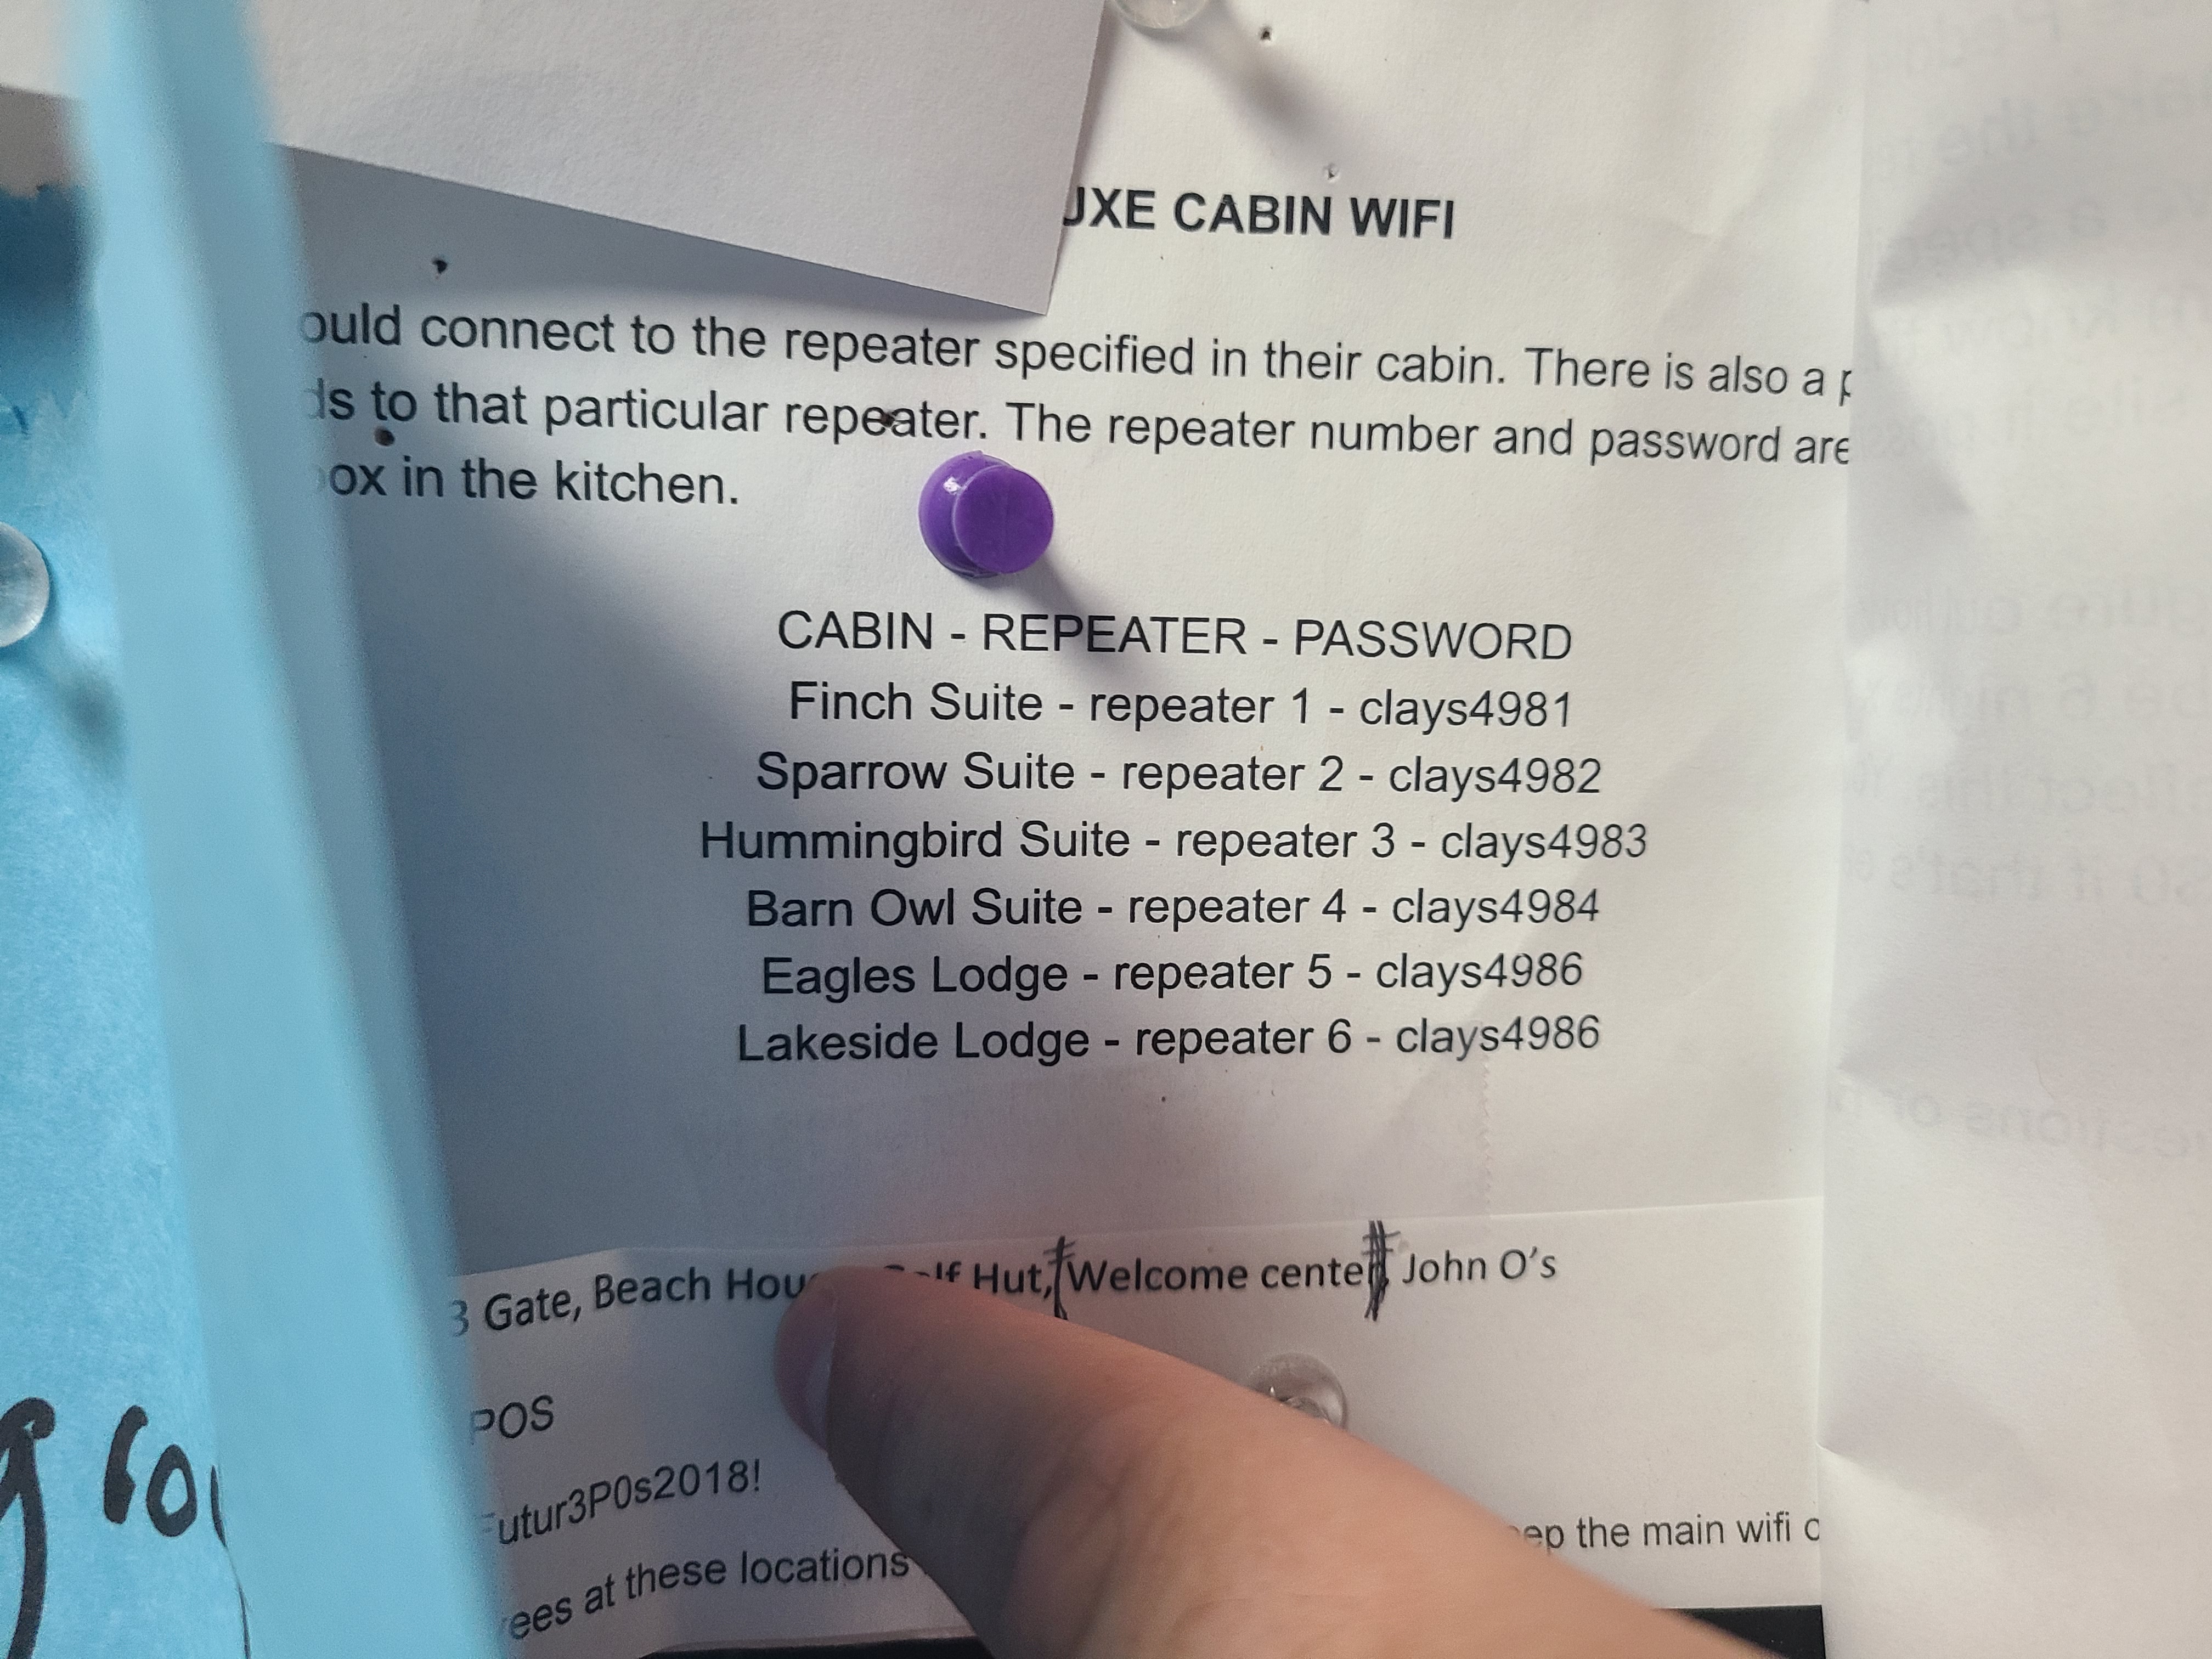 UXE CABIN WIFI
ould connect to the repeater specified in their cabin. There is also a p
ds to that particular repeater. The repeater number and password are
ox in the kitchen.
CABIN - REPEATER - PASSWORD
Finch Suite - repeater 1 - clays4981
Sparrow Suite - repeater 2 - clays4982
Hummingbird Suite - repeater 3 - clays4983
Barn Owl Suite - repeater 4 - clays4984
Eagles Lodge - repeater 5 - clays4986
Lakeside Lodge - repeater 6 - clays4986
3 Gate, Beach Hou Hut, Welcome center John O's
POS
Futur3P0s2018!
ees at these locations
ep the main wifi